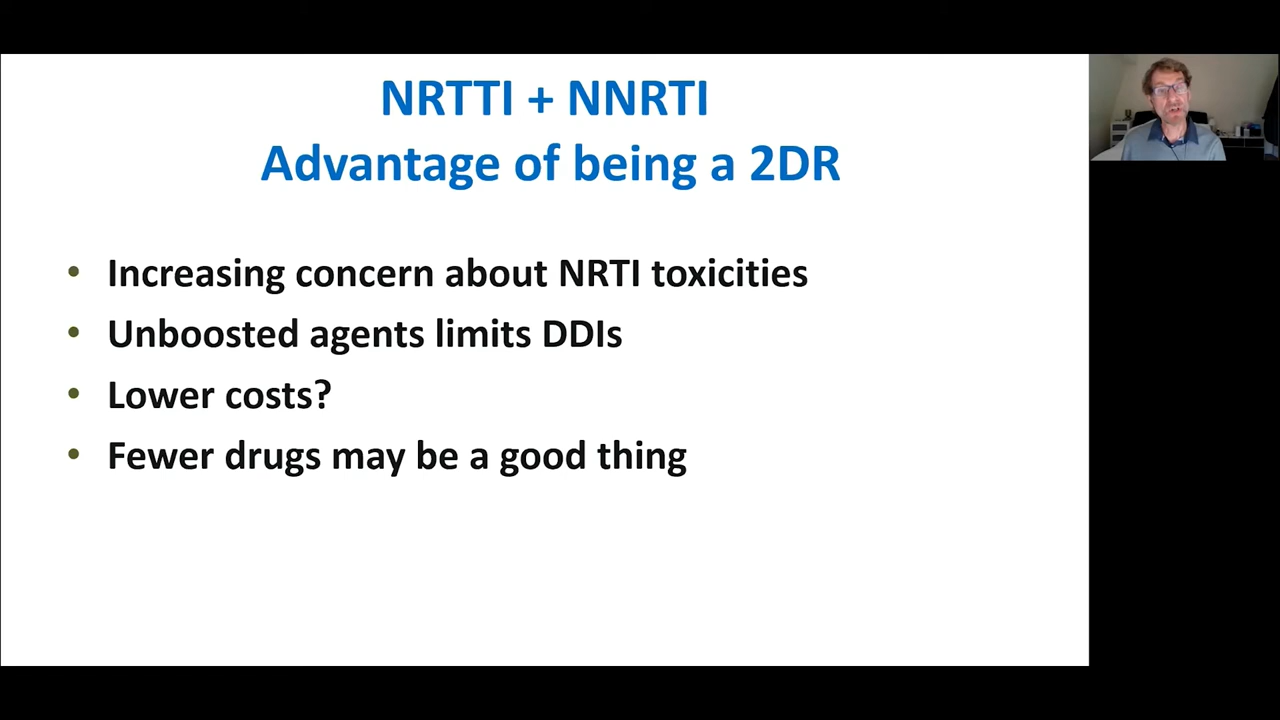 NRTTI + NNRTI
Advantage of being a 2DR
• Increasing concern about NRTI toxicities
• Unboosted agents limits DDIs
• Lower costs?
• Fewer drugs may be a good thing